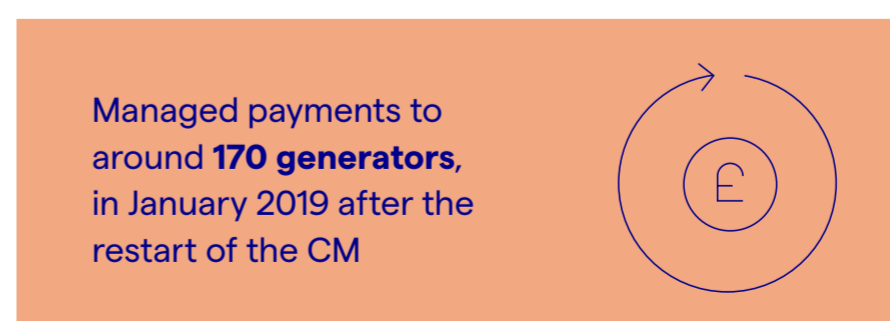 Managed payments to
around 170 generators,
in January 2019 after the
restart of the CM
£